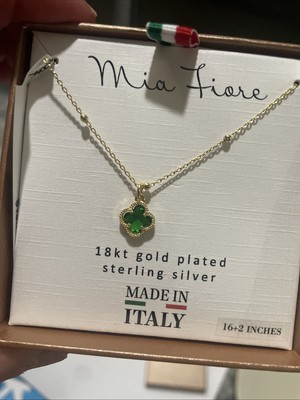 Mia Fiore
18kt gold plated
sterling silver
MADE IN
ITALY
16+2 INCHES